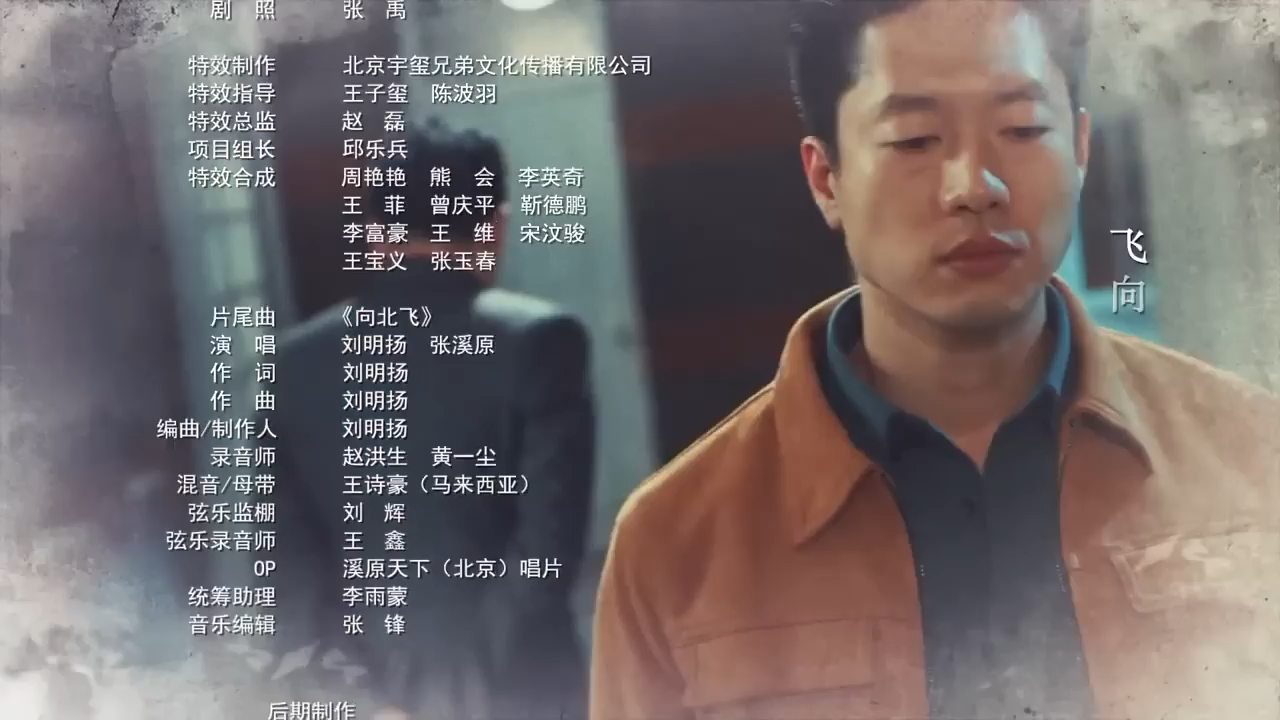 剧 照 张 禹
特效制作 北京宇玺兄弟文化传播有限公司
特效指导 王子玺 陈波羽
特效总监 赵 磊
项目组长 邱乐兵
特效合成 周艳艳 熊 会 李英奇
王 菲 曾庆平 靳德鹏
李富豪 王 维 宋汶骏
王宝义 张玉春
片尾曲 《向北飞》
演 唱 刘明扬 张溪原
作 词 刘明扬
作 曲 刘明扬
编曲/制作人 刘明扬
录音师 赵洪生 黄一尘
混音/母带 王诗豪（马来西亚）
弦乐监棚 刘 辉
弦乐录音师 王 鑫
OP 溪原天下（北京）唱片
统筹助理 李雨蒙
音乐编辑 张 锋
后期制作
飞向